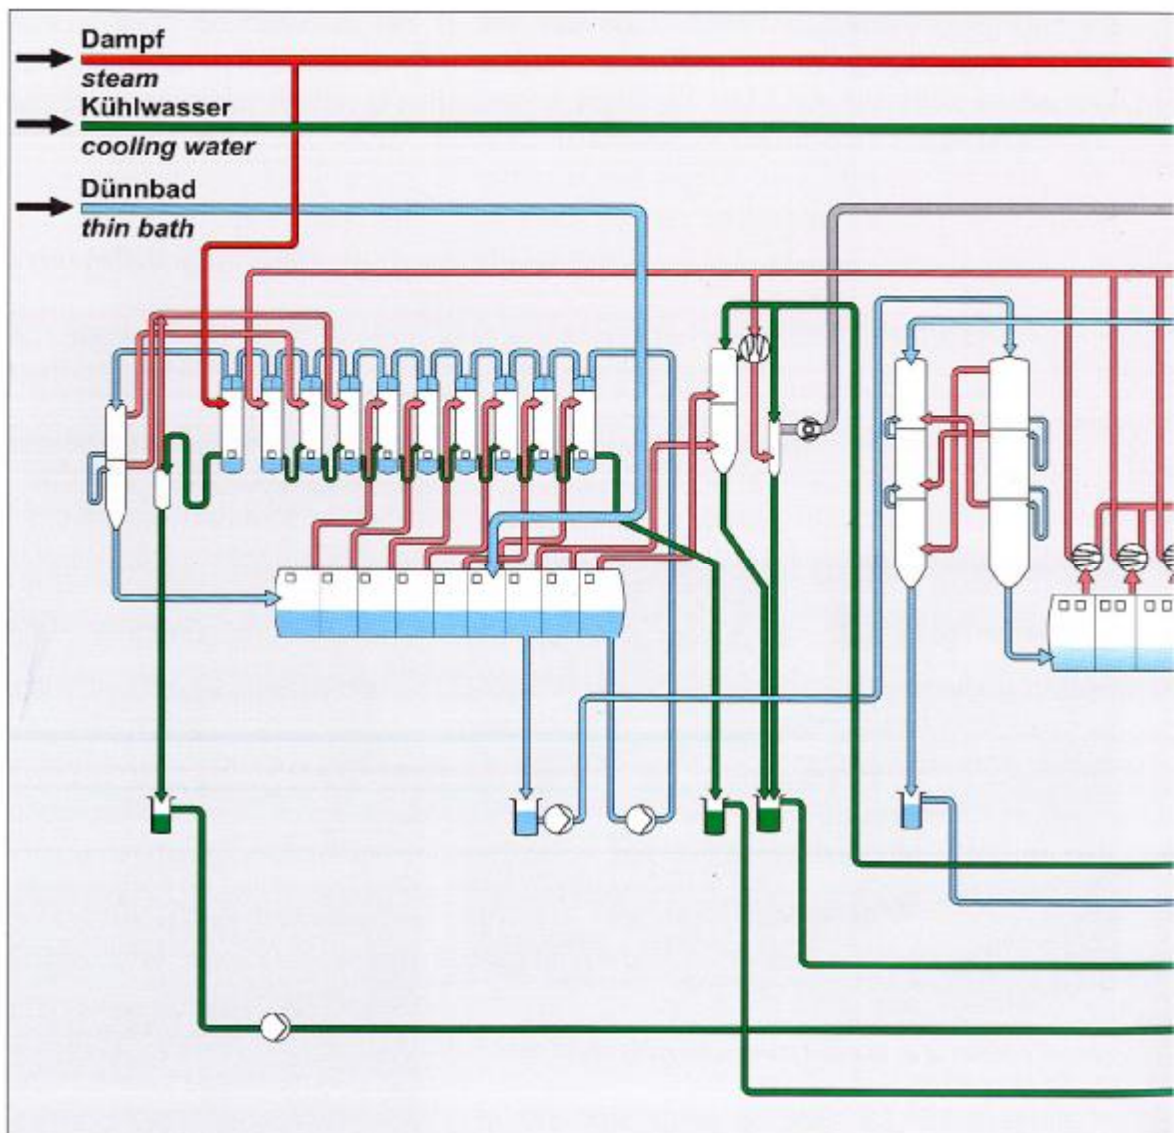 Dampf
steam
Kühlwasser
cooling water
Dünnbad
thin bath